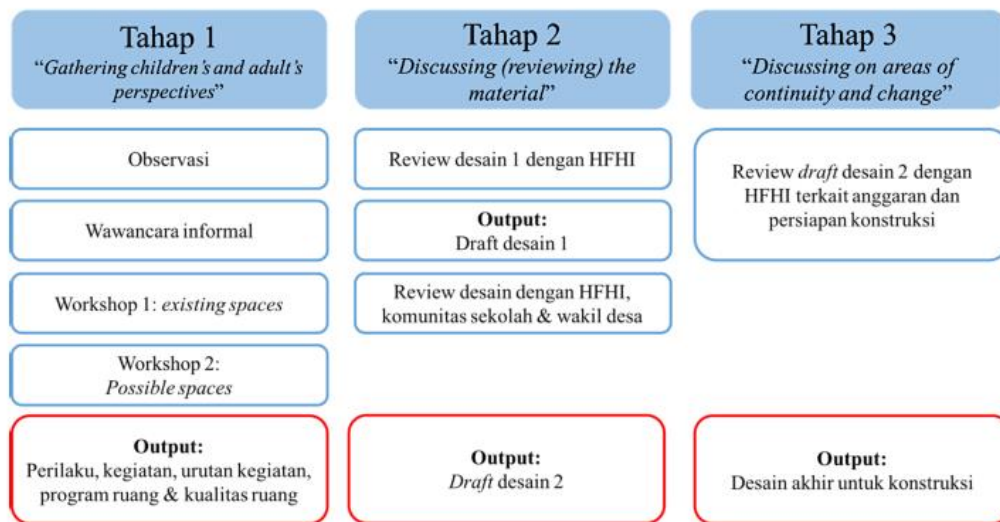 Tahap 1
“Gathering children’s and adult’s
perspectives”
Observasi
Wawancara informal
Workshop 1: existing spaces
Workshop 2:
Possible spaces
Output:
Perilaku, kegiatan, urutan kegiatan,
program ruang & kualitas ruang
Tahap 2
“Discussing (reviewing) the
material”
Review desain 1 dengan HFHI
Output:
Draft desain 1
Review desain dengan HFHI,
komunitas sekolah & wakil desa
Output:
Draft desain 2
Tahap 3
“Discussing on areas of
continuity and change”
Review draft desain 2 dengan
HFHI terkait anggaran dan
persiapan konstruksi
Output:
Desain akhir untuk konstruksi